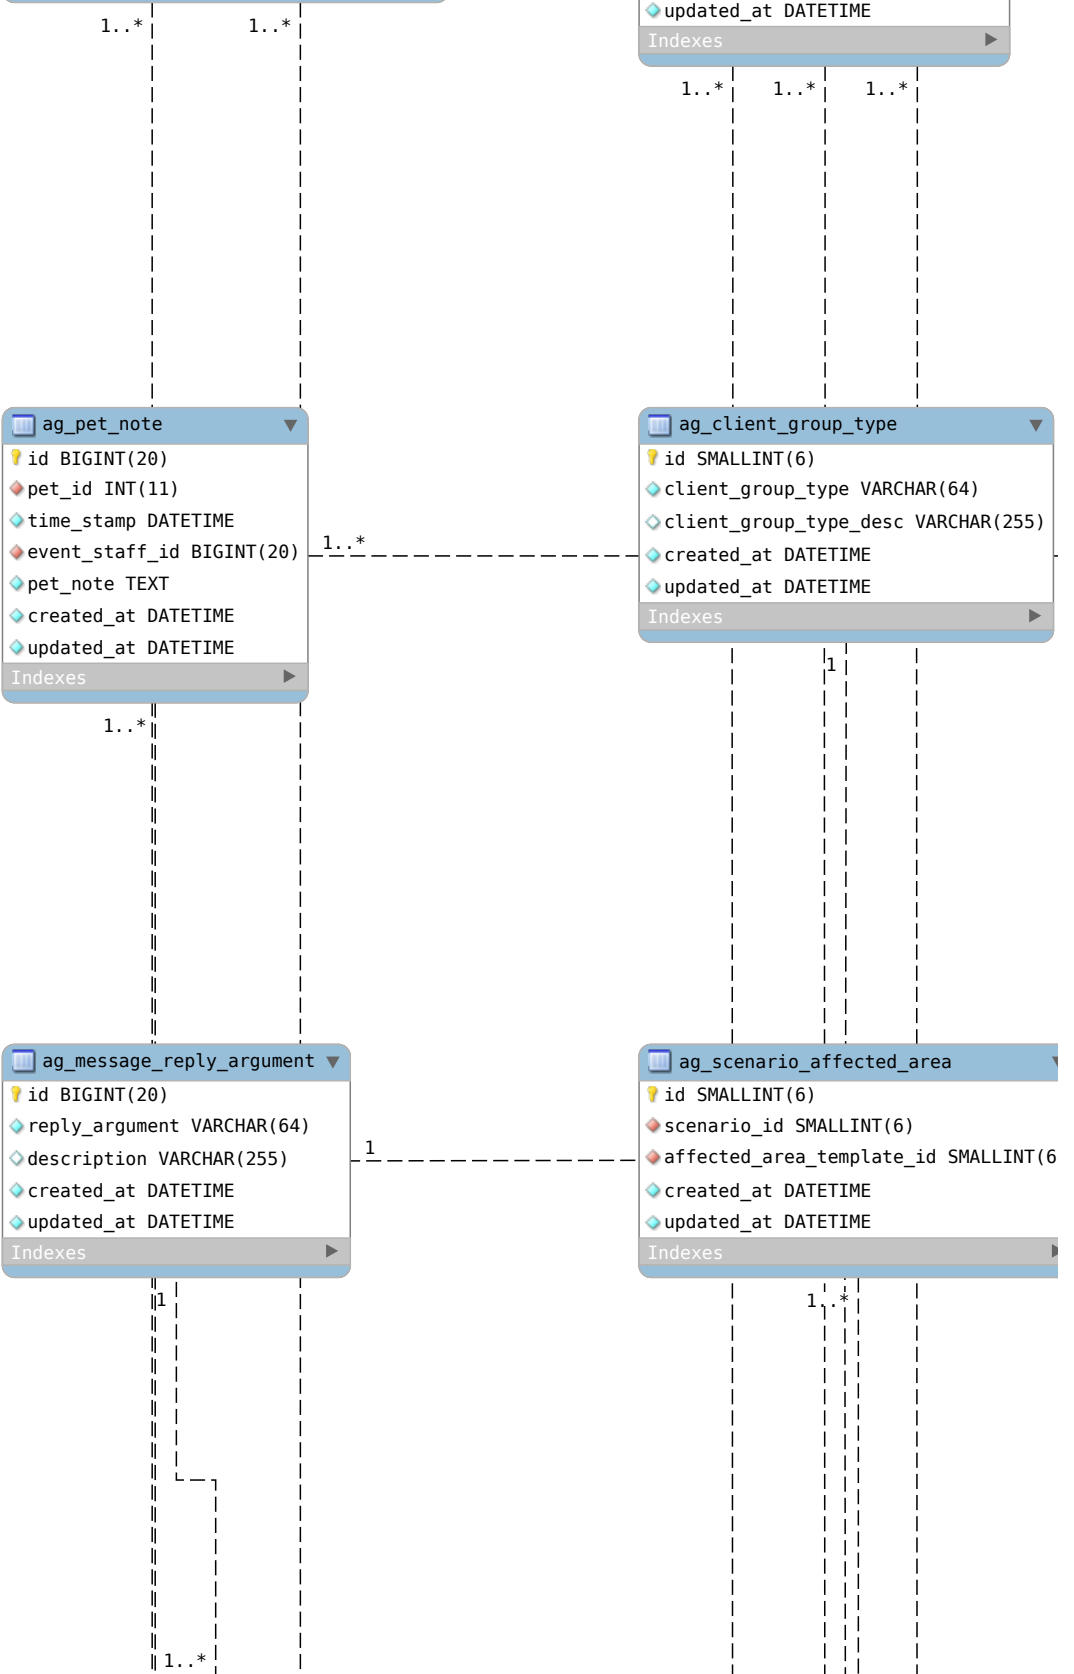 1..*
1..*
updated_at DATETIME
Indexes
1..*
1..*
1..*
ag_pet_note
id BIGINT(20)
pet_id INT(11)
time_stamp DATETIME
event_staff_id BIGINT(20)
pet_note TEXT
created_at DATETIME
updated_at DATETIME
Indexes
1..*
1..*
ag_client_group_type
id SMALLINT(6)
client_group_type VARCHAR(64)
client_group_type_desc VARCHAR(255)
created_at DATETIME
updated_at DATETIME
Indexes
1
ag_message_reply_argument
id BIGINT(20)
reply_argument VARCHAR(64)
description VARCHAR(255)
created_at DATETIME
updated_at DATETIME
Indexes
1
1
1..*
ag_scenario_affected_area
id SMALLINT(6)
scenario_id SMALLINT(6)
affected_area_template_id SMALLINT(6
created_at DATETIME
updated_at DATETIME
Indexes
1..*